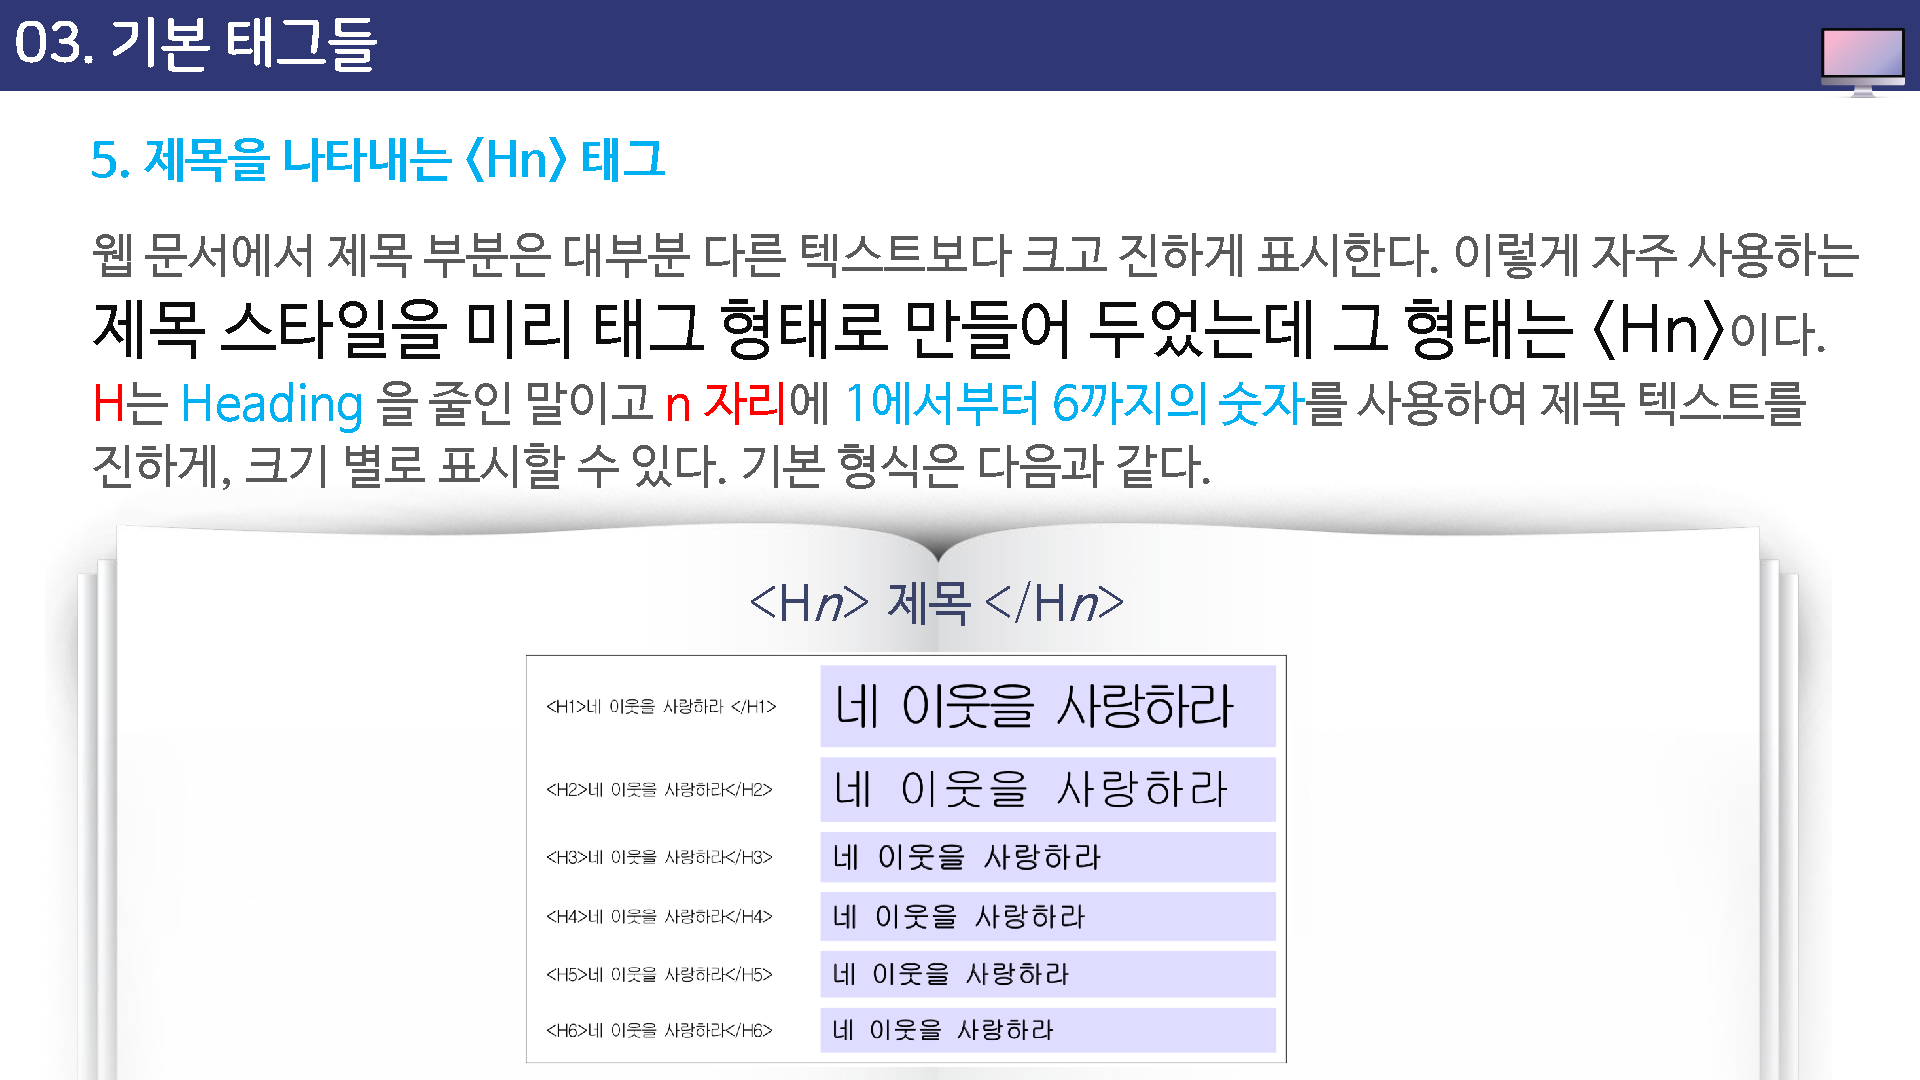 03. 기본 태그들
5. 제목을 나타내는 <Hn> 태그
웹 문서에서 제목 부분은 대부분 다른 텍스트보다 크고 진하게 표시한다. 이렇게 자주 사용하는
제목 스타일을 미리 태그 형태로 만들어 두었는데 그 형태는 <Hn>이다.
H는 Heading 을 줄인 말이고 n 자리에 1에서부터 6까지의 숫자를 사용하여 제목 텍스트를
진하게, 크기 별로 표시할 수 있다. 기본 형식은 다음과 같다.
<Hn> 제목 </Hn>
<H1>네 이웃을 사랑하라 </H1> 네 이웃을 사랑하라
<H2>네 이웃을 사랑하라</H2> 네 이웃을 사랑하라
<H3>네 이웃을 사랑하라</H3> 네 이웃을 사랑하라
<H4>네 이웃을 사랑하라</H4> 네 이웃을 사랑하라
<H5>네 이웃을 사랑하라</H5> 네 이웃을 사랑하라
<H6>네 이웃을 사랑하라</H6> 네 이웃을 사랑하라